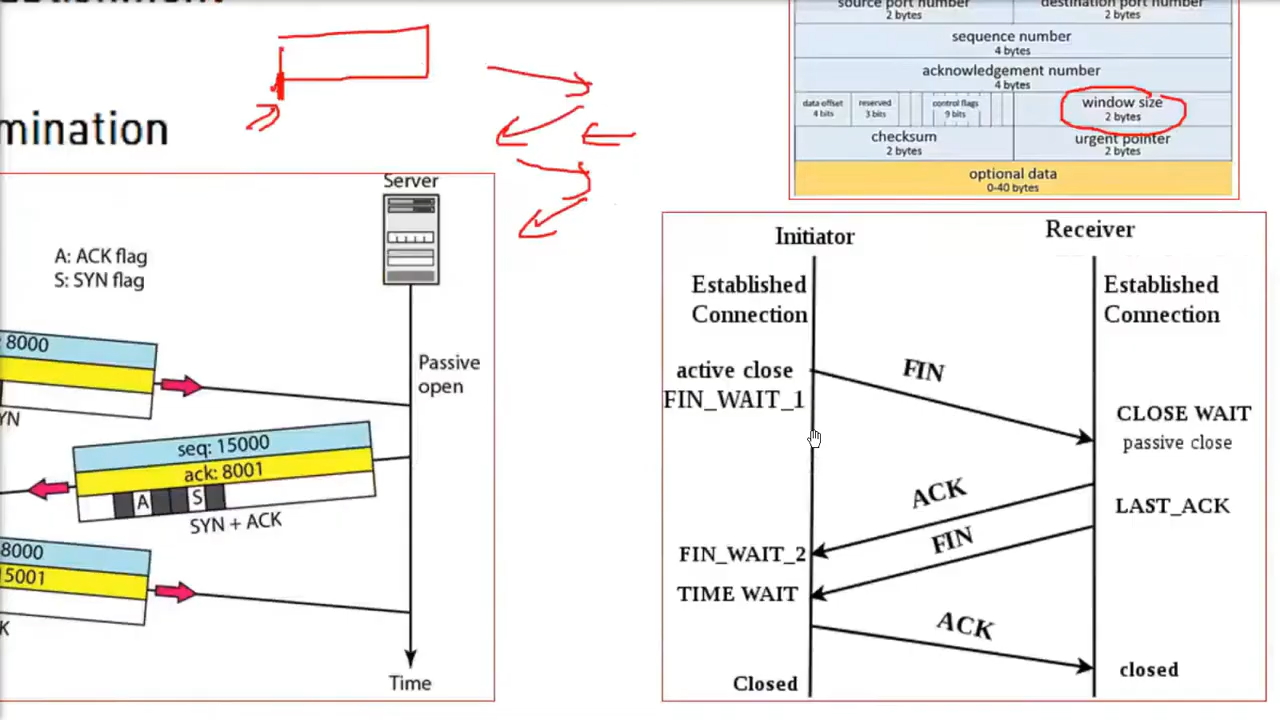 source port number
2 bytes
destination port number
2 bytes
sequence number
4 bytes
acknowledgement number
4 bytes
data offset
4 bits
reserved
3 bits
control flags
9 bits
window size
2 bytes
checksum
2 bytes
urgent pointer
2 bytes
optional data
0-40 bytes
mination
Server
A: ACK flag
S: SYN flag
8000
YN
Passive
open
seq: 15000
ack: 8001
A S
SYN + ACK
8000
15001
K
Time
Initiator
Receiver
Established
Connection
Established
Connection
active close
FIN_WAIT_1
FIN
CLOSE WAIT
passive close
ACK
LAST_ACK
FIN
FIN_WAIT_2
TIME WAIT
ACK
Closed
closed